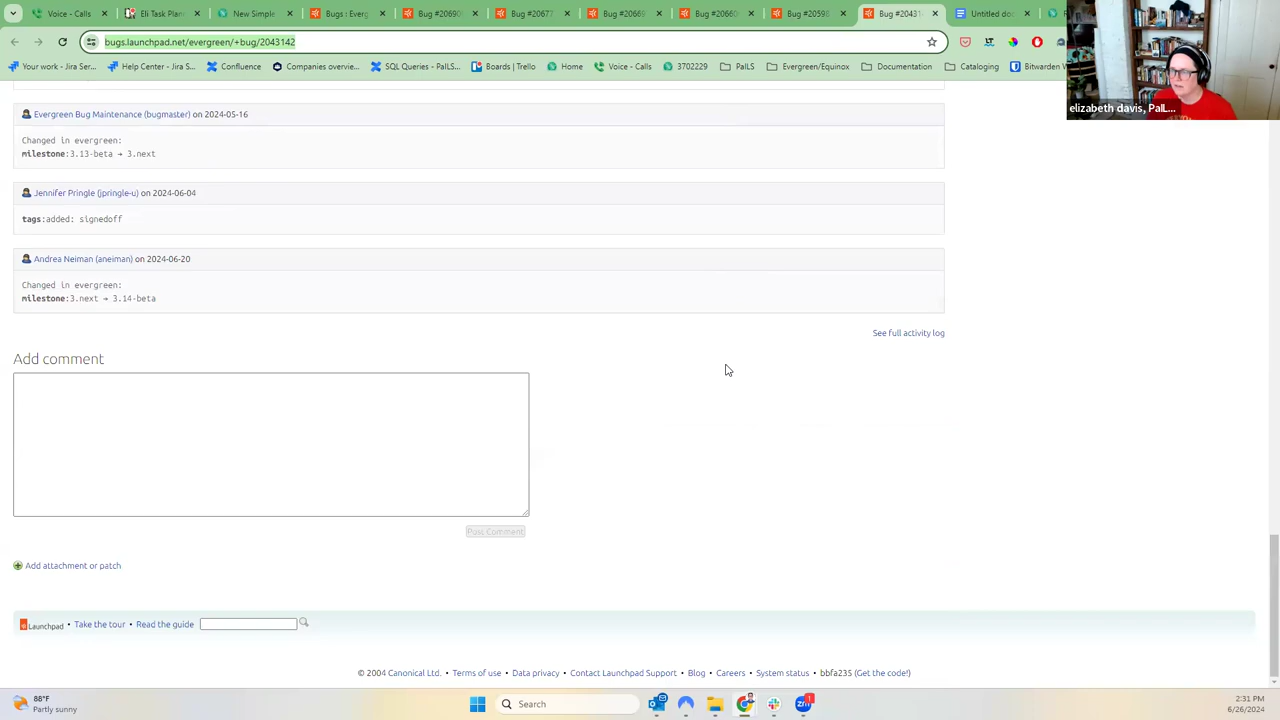 Voice - Calls
Eli Task Plan
New Simple
Bugs : Everg
Bug #20690
Bug #20677
Bug #2066
Bug #20660
Bug #20598
Bug #20431
Untitled doc
bugs.launchpad.net/evergreen/+bug/2043142
Your work - Jira Ser...
Help Center - Jira S...
Confluence
Companies overvie...
SQL Queries - Repo
Boards | Trello
Home
Voice - Calls
3702229
PaILS
Evergreen/Equinox
Documentation
Cataloging
Bitwarden
elizabeth davis, PaIL...
Evergreen Bug Maintenance (bugmaster) on 2024-05-16
Changed in evergreen:
milestone:3.13-beta → 3.next
Jennifer Pringle (jpringle-u) on 2024-06-04
tags:added: signedoff
Andrea Neiman (aneiman) on 2024-06-20
Changed in evergreen:
milestone:3.next → 3.14-beta
See full activity log
Add comment
Post Comment
Add attachment or patch
Launchpad • Take the tour • Read the guide
© 2004 Canonical Ltd. • Terms of use • Data privacy • Contact Launchpad Support • Blog • Careers • System status • bbfa235 (Get the code!)
88°F
Partly sunny
Search
2:31 PM
6/26/2024